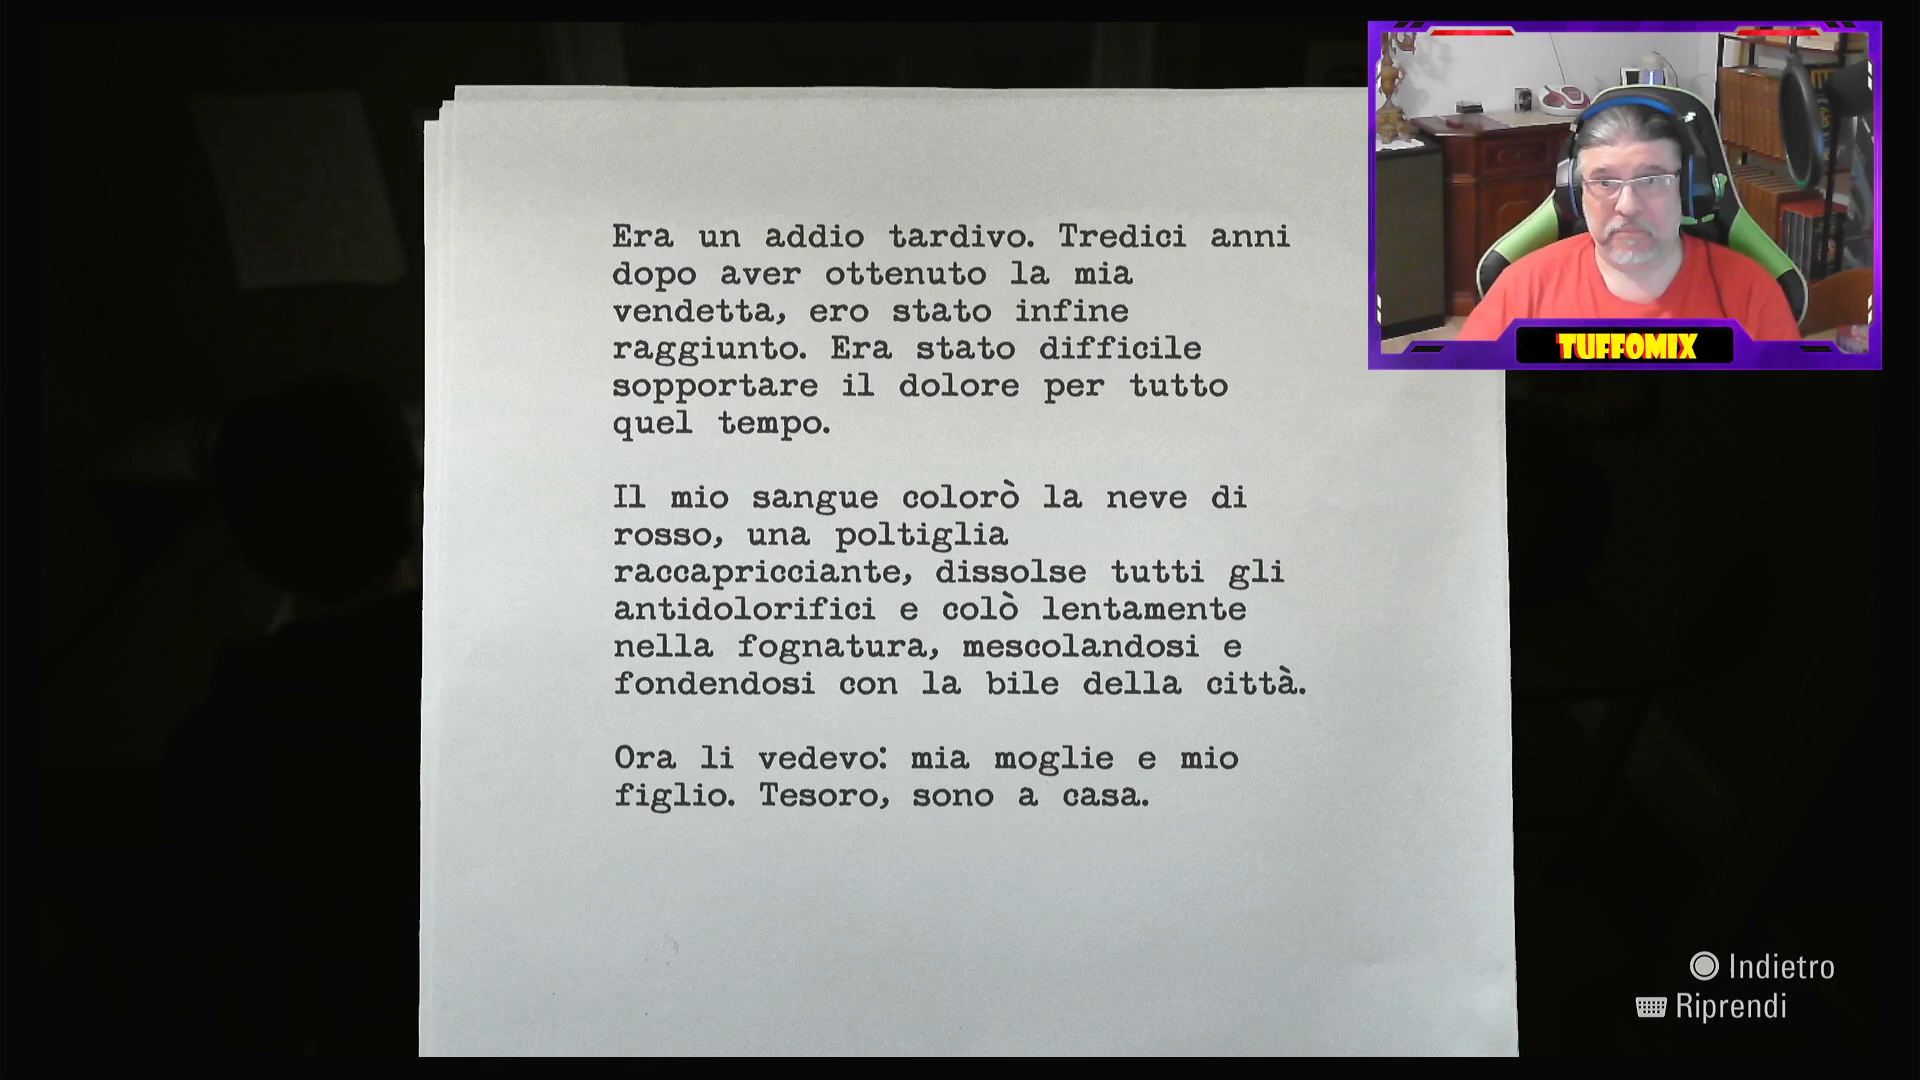 Era un addio tardivo. Tredici anni
dopo aver ottenuto la mia
vendetta, ero stato infine
raggiunto. Era stato difficile
sopportare il dolore per tutto
quel tempo.
Il mio sangue colorò la neve di
rosso, una poltiglia
raccapricciante, dissolse tutti gli
antidolorifici e colò lentamente
nella fognatura, mescolandosi e
fondendosi con la bile della città.
Ora li vedevo: mia moglie e mio
figlio. Tesoro, sono a casa.
TUFFOMIX
Indietro
Riprendi